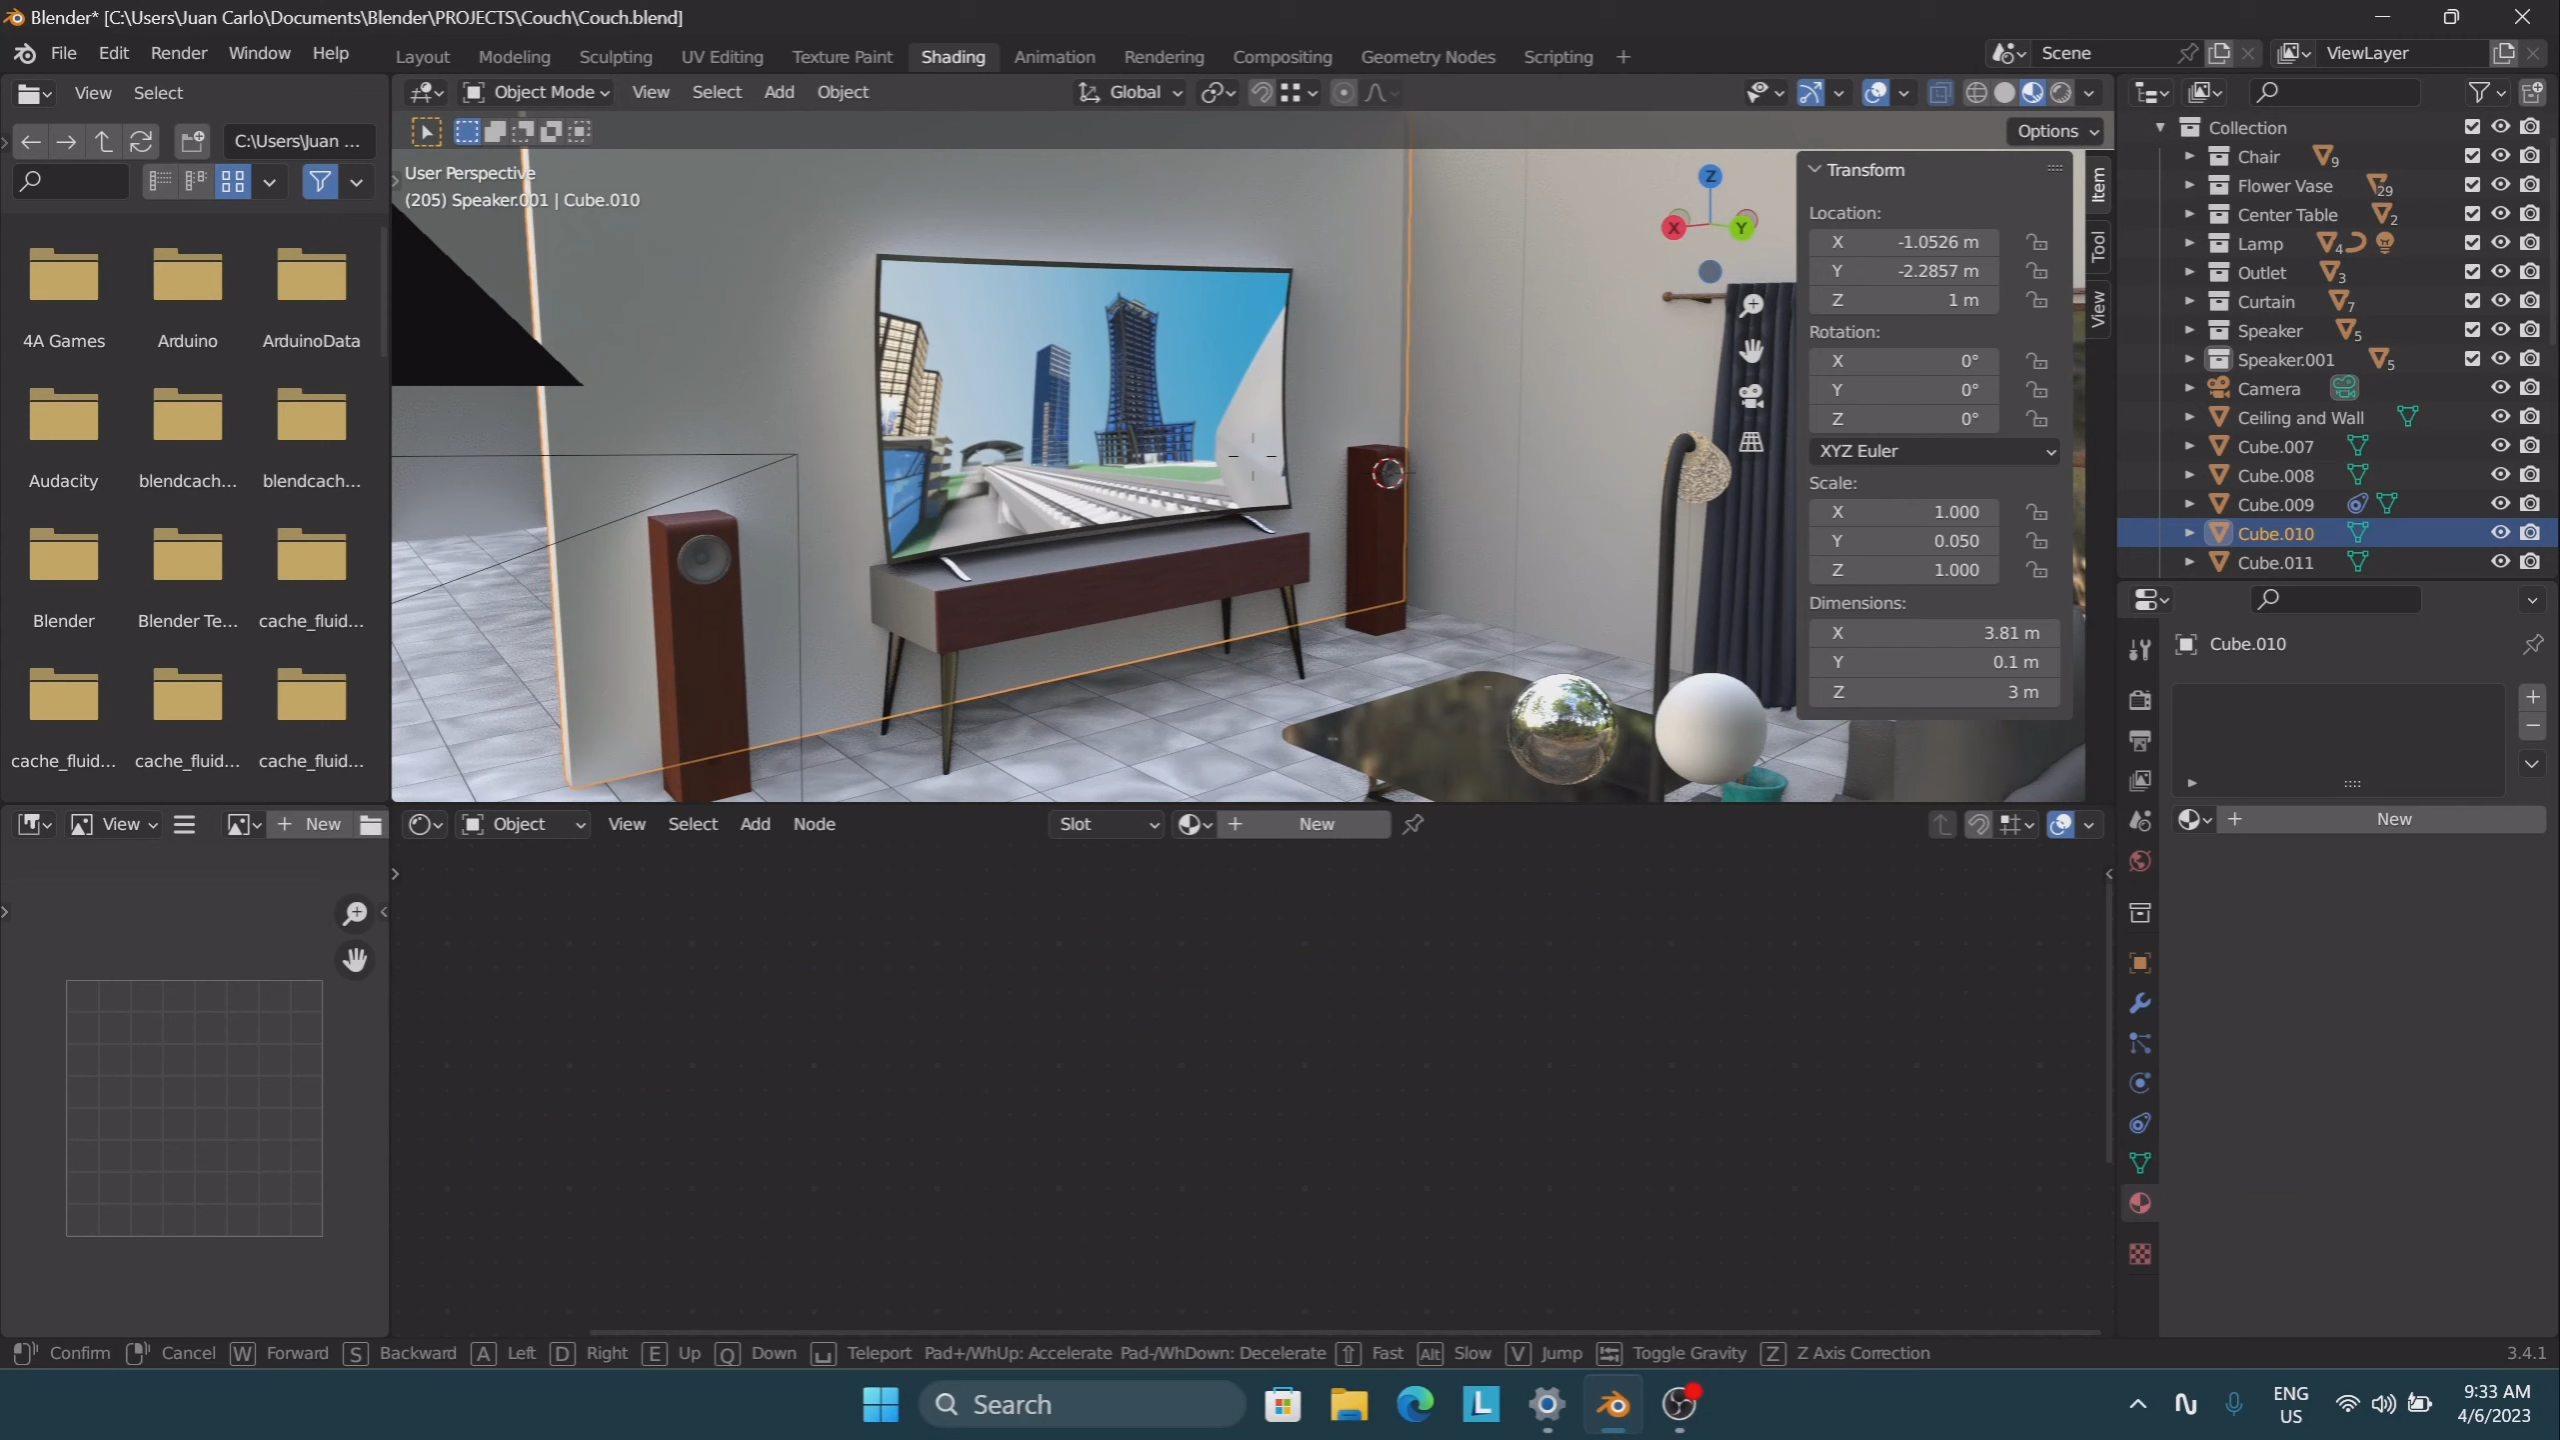 Blender* [C:\Users\Juan Carlo\Documents\Blender\PROJECTS\Couch\Couch.blend]
File Edit Render Window Help
Layout Modeling Sculpting UV Editing Texture Paint Shading Animation Rendering Compositing Geometry Nodes Scripting +
Scene
ViewLayer
View Select
C:\Users\Juan ...
4A Games
Arduino
ArduinoData
Audacity
blendcach...
blendcach...
Blender
Blender Te...
cache_fluid...
cache_fluid...
cache_fluid...
cache_fluid...
Object Mode View Select Add Object
Global
Options
User Perspective
(205) Speaker.001 | Cube.010
Z
X
Y
Transform
Location:
X -1.0526 m
Y -2.2857 m
Z 1 m
Rotation:
X 0°
Y 0°
Z 0°
XYZ Euler
Scale:
X 1.000
Y 0.050
Z 1.000
Dimensions:
X 3.81 m
Y 0.1 m
Z 3 m
Item
Tool
View
Collection
Chair 9
Flower Vase 29
Center Table 2
Lamp 4
Outlet 3
Curtain 7
Speaker 5
Speaker.001 5
Camera
Ceiling and Wall
Cube.007
Cube.008
Cube.009
Cube.010
Cube.011
Cube.010
+ New
View
+ New
Object View Select Add Node
Slot
+ New
Confirm Cancel W Forward S Backward A Left D Right E Up Q Down Teleport Pad+/WhUp: Accelerate Pad-/WhDown: Decelerate Fast Alt Slow V Jump Toggle Gravity Z Z Axis Correction
3.4.1
Search
L
ENG
US
9:33 AM
4/6/2023